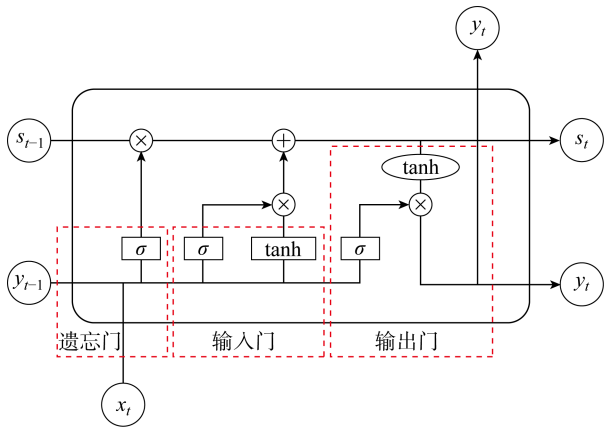 y_t
s_{t−1}
×
+
s_t
tanh
×
×
σ
σ
tanh
σ
y_{t−1}
y_t
遗忘门
输入门
输出门
x_t